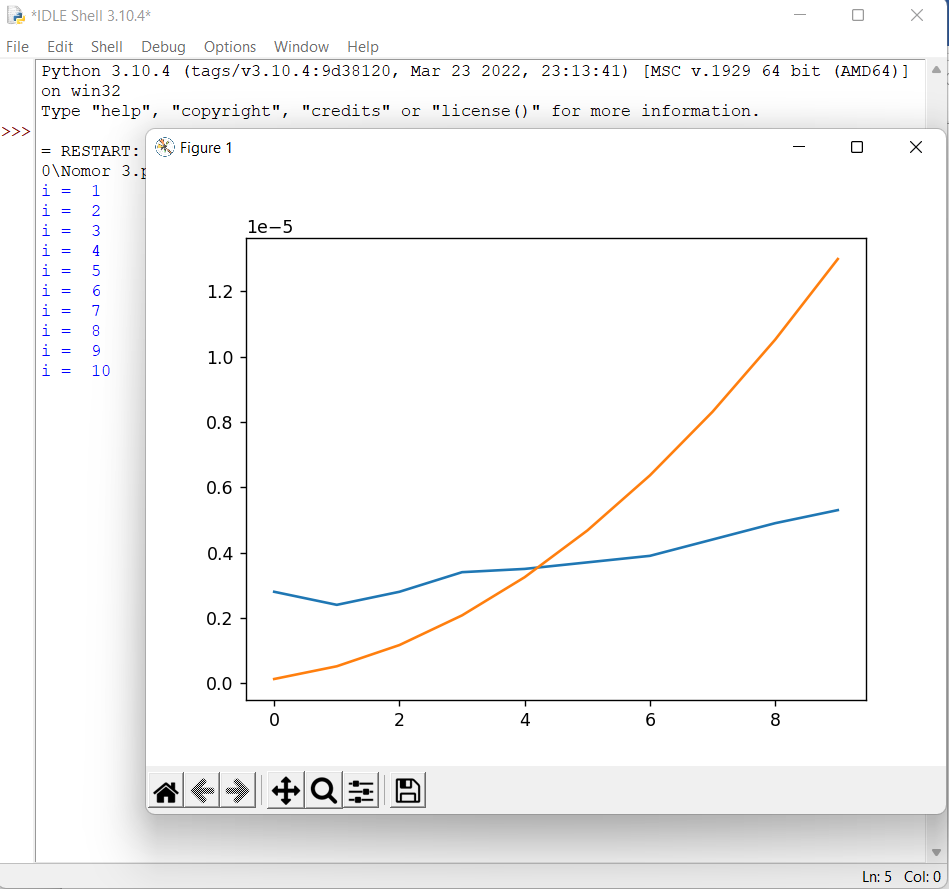 *IDLE Shell 3.10.4*
File Edit Shell Debug Options Window Help
Python 3.10.4 (tags/v3.10.4:9d38120, Mar 23 2022, 23:13:41) [MSC v.1929 64 bit (AMD64)]
on win32
Type "help", "copyright", "credits" or "license()" for more information.
>>>
= RESTART:
0\Nomor 3.p
i = 1
i = 2
i = 3
i = 4
i = 5
i = 6
i = 7
i = 8
i = 9
i = 10
Figure 1
1e−5
1.2
1.0
0.8
0.6
0.4
0.2
0.0
0 2 4 6 8
Ln: 5 Col: 0